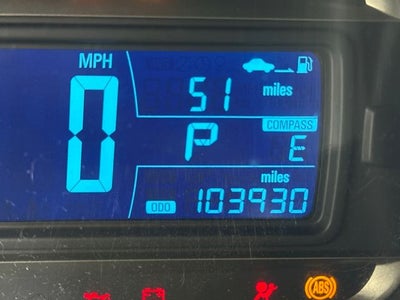 MPH
0
51
miles
P
COMPASS
E
miles
ODO 103930
ABS